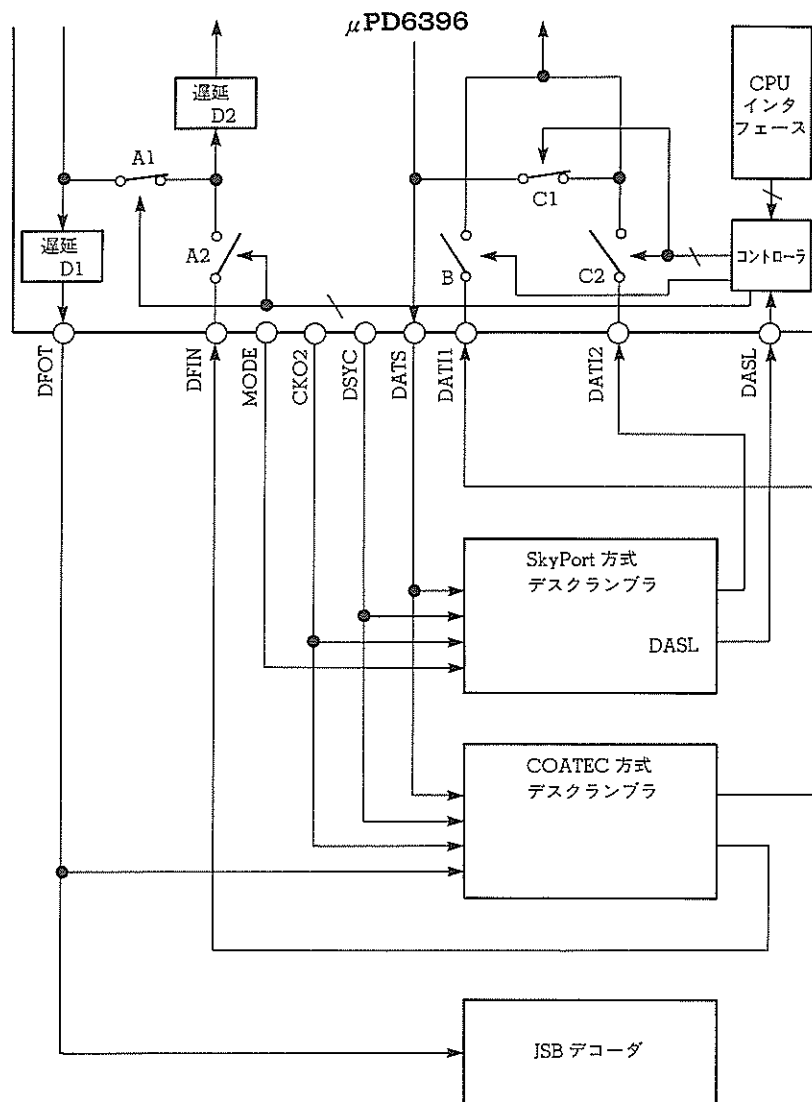 μPD6396
遅延
D2
CPU
インタ
フェース
A1
C1
遅延
D1
A2
B
C2
コントローラ
DFOT
DFIN
MODE
CKO2
DSYC
DATS
DATI1
DATI2
DASL
SkyPort 方式
デスクランブラ
DASL
COATEC 方式
デスクランブラ
JSB デコーダ